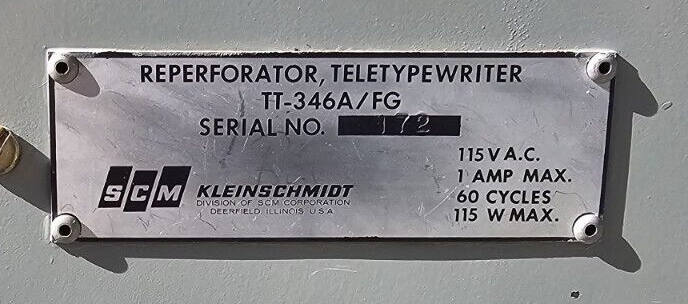 REPERFORATOR, TELETYPEWRITER
TT-346A/FG
SERIAL NO. 172
115 V A.C.
1 AMP MAX.
60 CYCLES
115 W MAX.
SCM KLEINSCHMIDT
DIVISION OF SCM CORPORATION
DEERFIELD, ILLINOIS U.S.A.